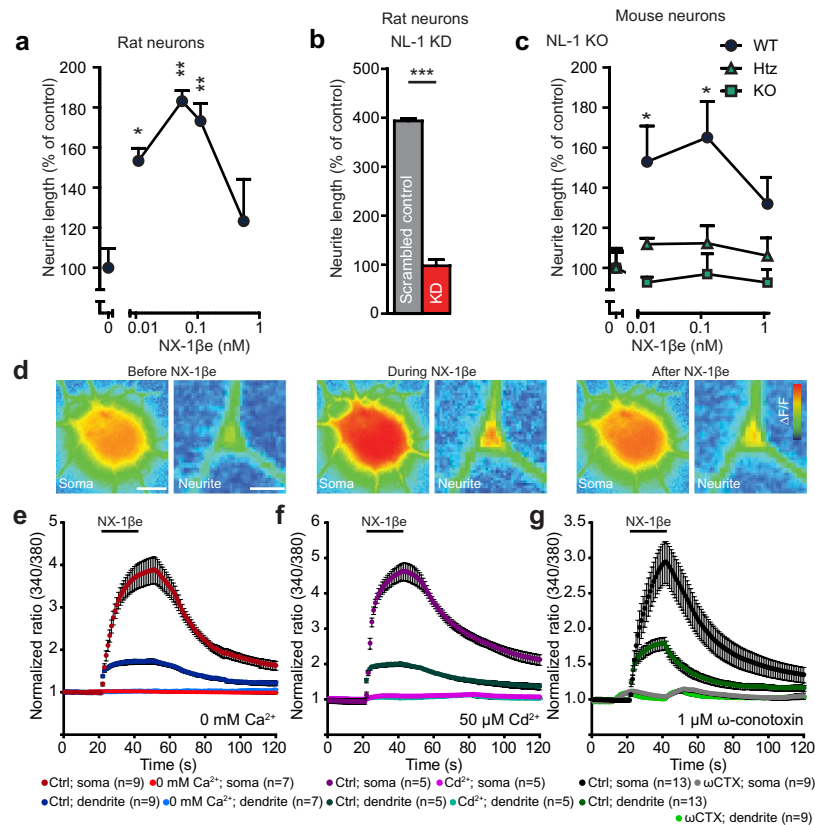 a
Rat neurons
Neurite length (% of control)
200
180
160
140
120
100
*
**
**
0
0.01
0.1
1
NX-1βe (nM)
b
Rat neurons
NL-1 KD
Neurite length (% of control)
500
400
300
200
100
0
***
Scrambled control
KD
c
Mouse neurons
NL-1 KO
WT
Htz
KO
Neurite length (% of control)
200
180
160
140
120
100
*
*
0
0.01
0.1
1
NX-1βe (nM)
d
Before NX-1βe
During NX-1βe
After NX-1βe
Soma
Neurite
Soma
Neurite
Soma
Neurite
ΔF/F
e
NX-1βe
Normalized ratio (340/380)
5
4
3
2
1
0 mM Ca²⁺
0 20 40 60 80 100 120
Time (s)
Ctrl; soma (n=9) 0 mM Ca²⁺; soma (n=7)
Ctrl; dendrite (n=9) 0 mM Ca²⁺; dendrite (n=7)
f
NX-1βe
Normalized ratio (340/380)
6
5
4
3
2
1
50 µM Cd²⁺
0 20 40 60 80 100 120
Time (s)
Ctrl; soma (n=5) Cd²⁺; soma (n=5)
Ctrl; dendrite (n=5) Cd²⁺; dendrite (n=5)
g
NX-1βe
Normalized ratio (340/380)
3.5
3.0
2.5
2.0
1.5
1.0
1 µM ω-conotoxin
0 20 40 60 80 100 120
Time (s)
Ctrl; soma (n=13) ωCTX; soma (n=9)
Ctrl; dendrite (n=13)
ωCTX; dendrite (n=9)